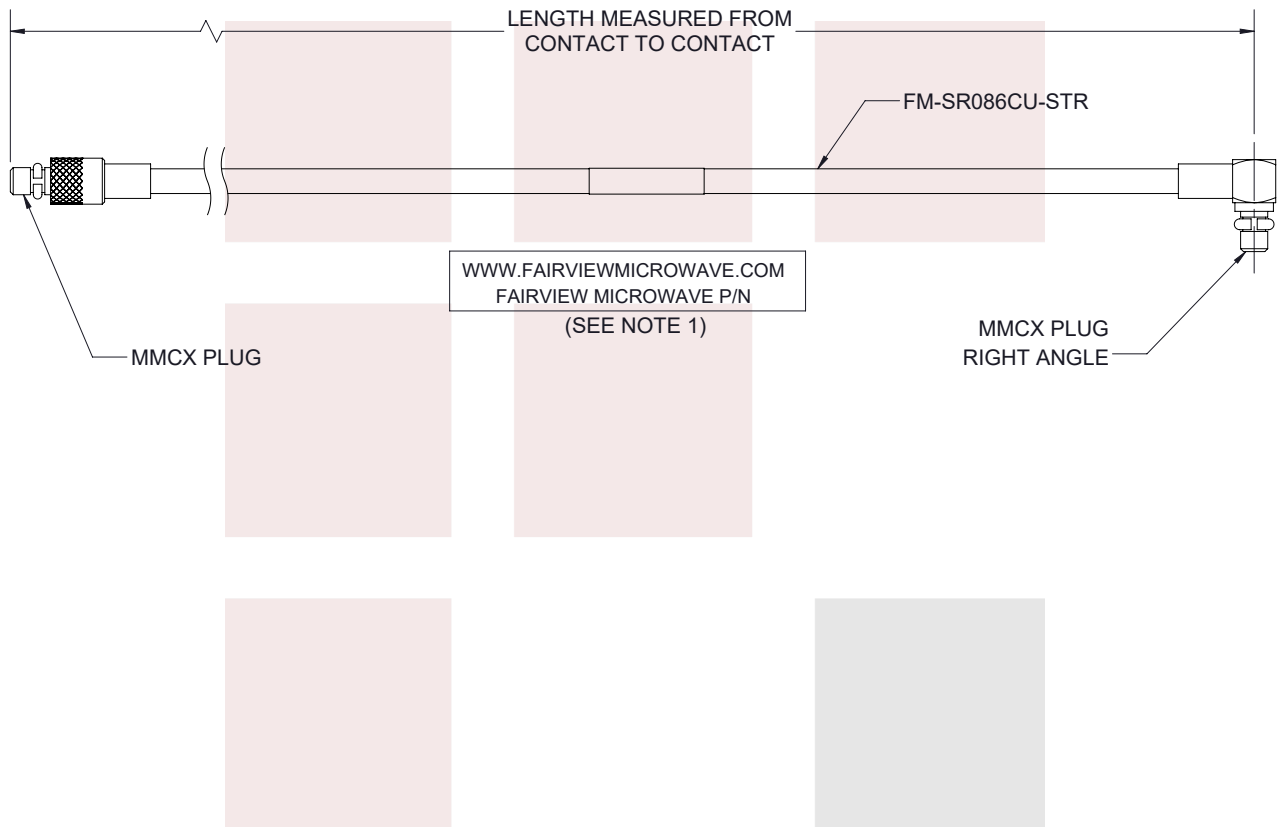 LENGTH MEASURED FROM
CONTACT TO CONTACT
FM-SR086CU-STR
WWW.FAIRVIEWMICROWAVE.COM
FAIRVIEW MICROWAVE P/N
(SEE NOTE 1)
MMCX PLUG
MMCX PLUG
RIGHT ANGLE